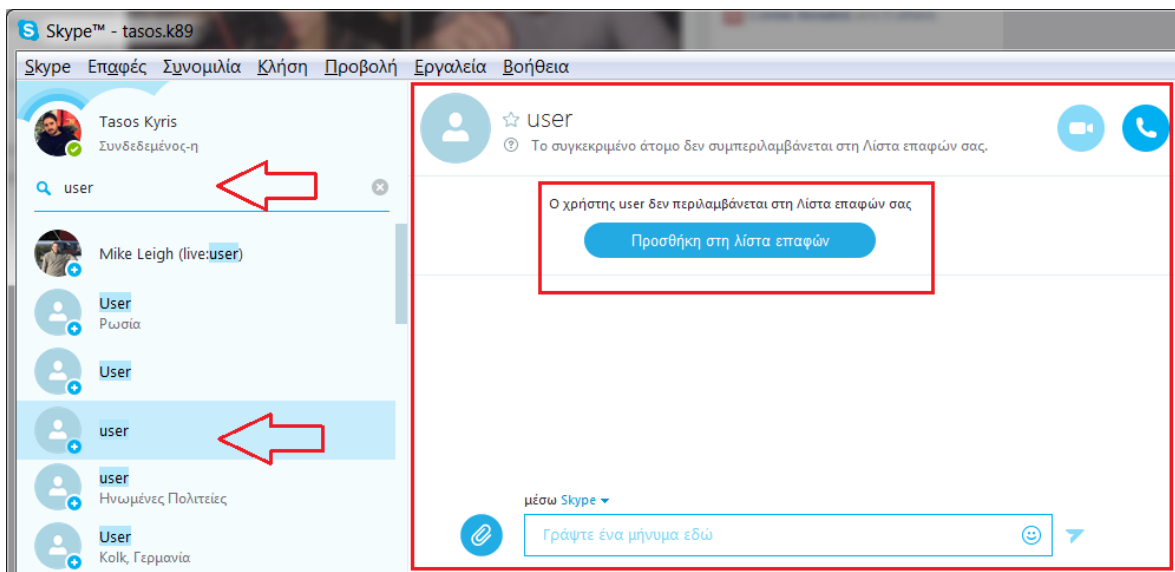 Skype™ - tasos.k89
Skype Επαφές Συνομιλία Κλήση Προβολή Εργαλεία Βοήθεια
Tasos Kyris
Συνδεδεμένος-η
user
Mike Leigh (live:user)
User
Ρωσία
User
user
user
Ηνωμένες Πολιτείες
User
Kolk, Γερμανία
user
Το συγκεκριμένο άτομο δεν συμπεριλαμβάνεται στη Λίστα επαφών σας.
Ο χρήστης user δεν περιλαμβάνεται στη Λίστα επαφών σας
Προσθήκη στη λίστα επαφών
μέσω Skype
Γράψτε ένα μήνυμα εδώ